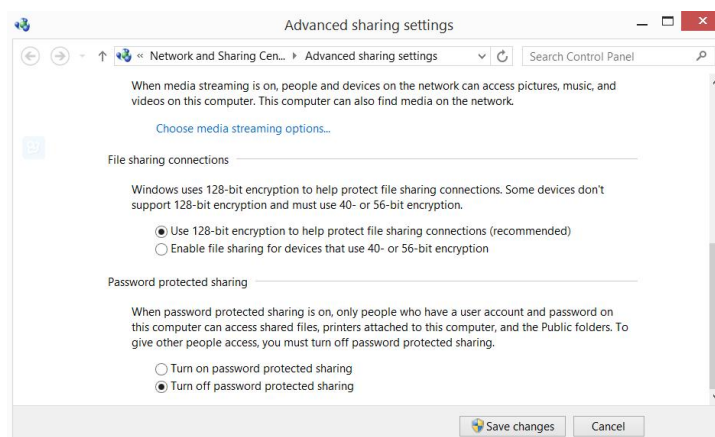 Advanced sharing settings
« Network and Sharing Cen... Advanced sharing settings Search Control Panel
When media streaming is on, people and devices on the network can access pictures, music, and
videos on this computer. This computer can also find media on the network.
Choose media streaming options...
File sharing connections
Windows uses 128-bit encryption to help protect file sharing connections. Some devices don't
support 128-bit encryption and must use 40- or 56-bit encryption.
Use 128-bit encryption to help protect file sharing connections (recommended)
Enable file sharing for devices that use 40- or 56-bit encryption
Password protected sharing
When password protected sharing is on, only people who have a user account and password on
this computer can access shared files, printers attached to this computer, and the Public folders. To
give other people access, you must turn off password protected sharing.
Turn on password protected sharing
Turn off password protected sharing
Save changes Cancel